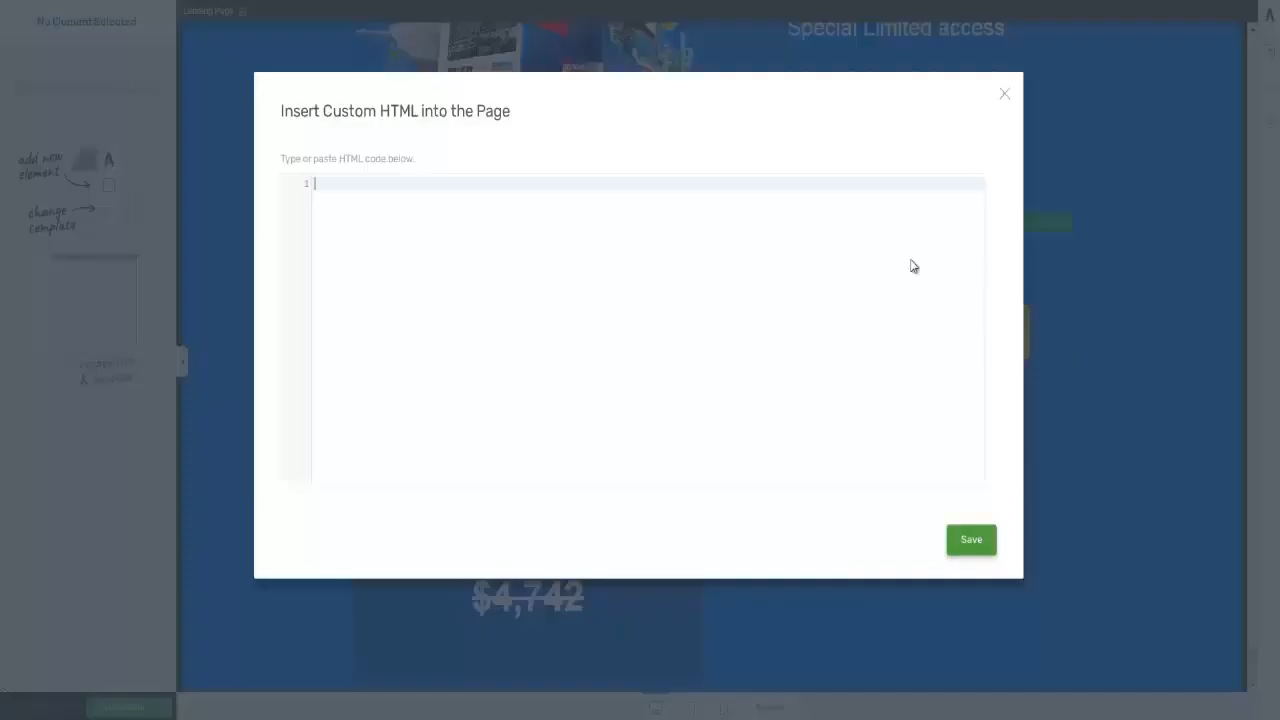 No Element Selected
Landing Page
Special Limited access
Insert Custom HTML into the Page
add new
element
A
Type or paste HTML code below.
1
change
template
Save
$4,742